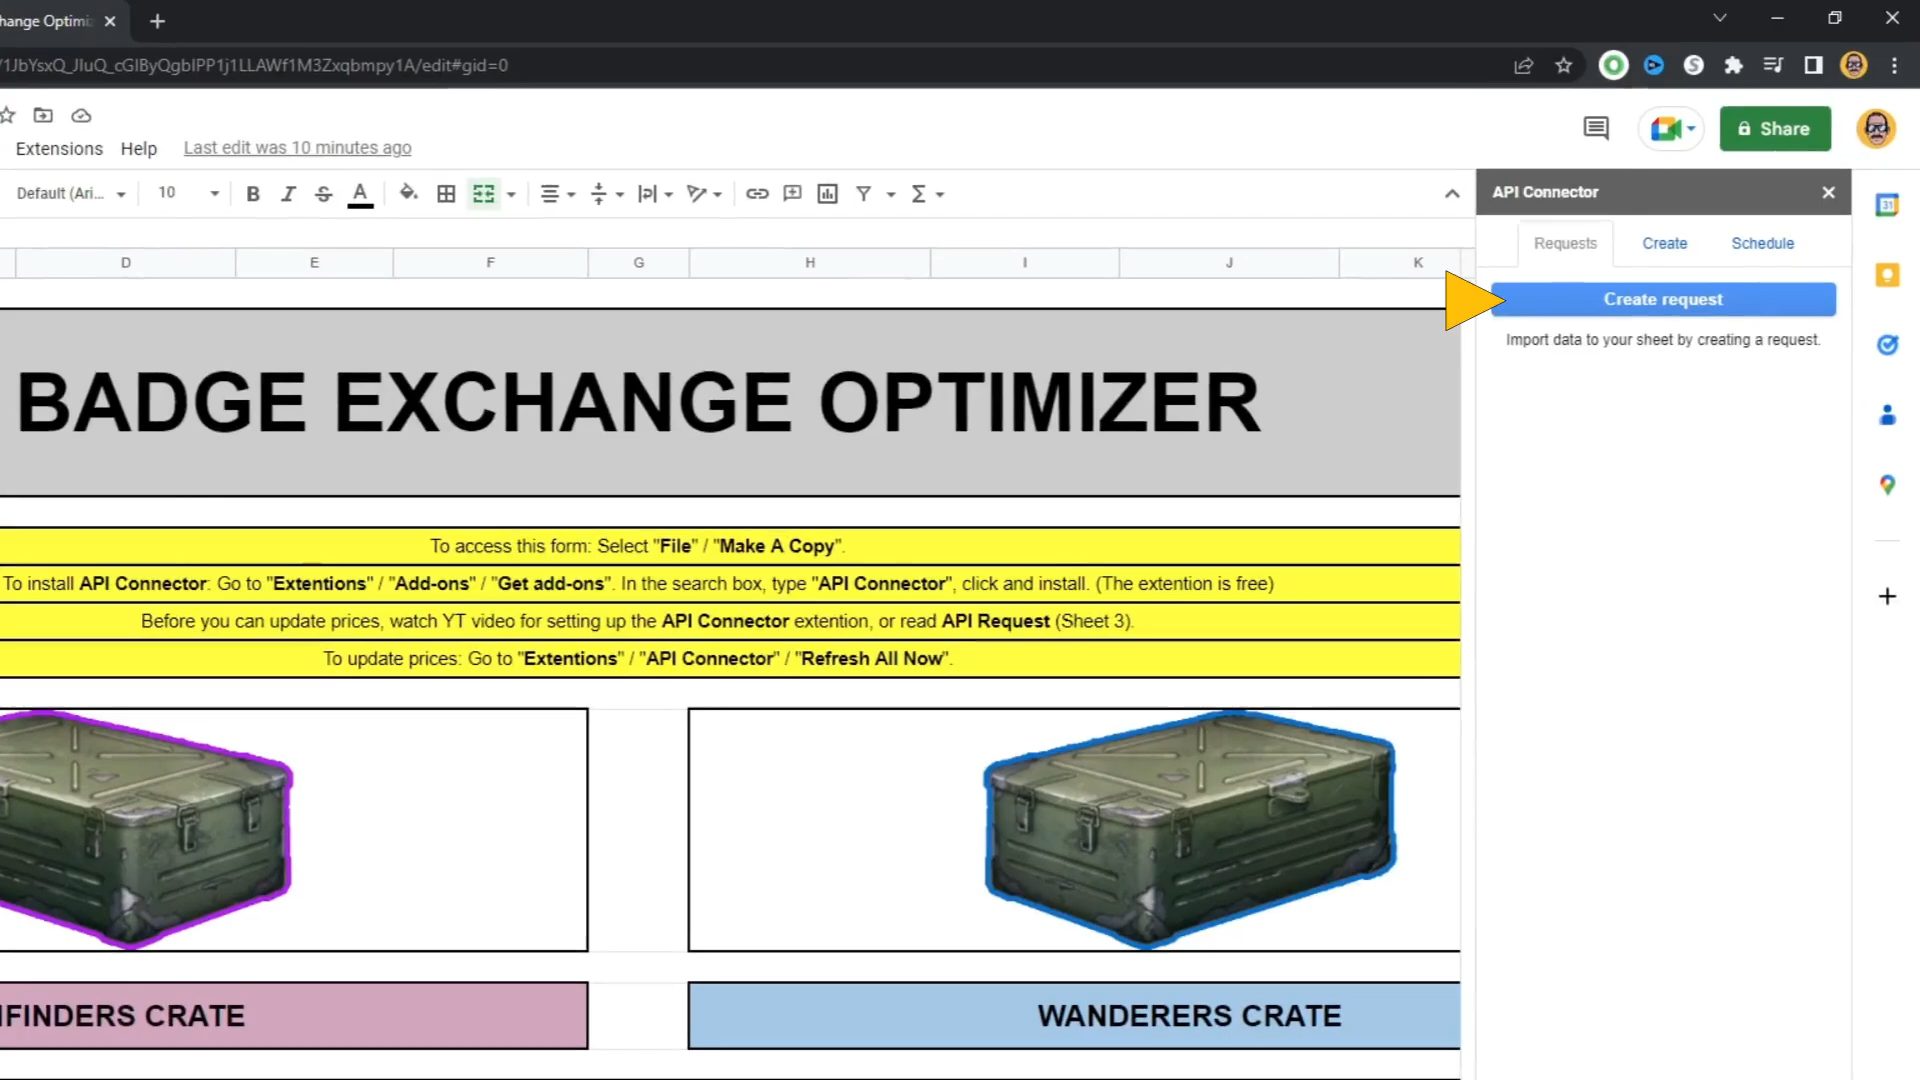 hange Optimi
/1JbYsxQ_JIuQ_cGIByQgbIPP1j1LLAWf1M3Zxqbmpy1A/edit#gid=0
Extensions Help Last edit was 10 minutes ago
Share
Default (Ari... 10
API Connector
Requests Create Schedule
D E F G H I J K
Create request
Import data to your sheet by creating a request.
BADGE EXCHANGE OPTIMIZER
To access this form: Select "File" / "Make A Copy".
To install API Connector: Go to "Extentions" / "Add-ons" / "Get add-ons". In the search box, type "API Connector", click and install. (The extention is free)
Before you can update prices, watch YT video for setting up the API Connector extention, or read API Request (Sheet 3).
To update prices: Go to "Extentions" / "API Connector" / "Refresh All Now".
FINDERS CRATE
WANDERERS CRATE